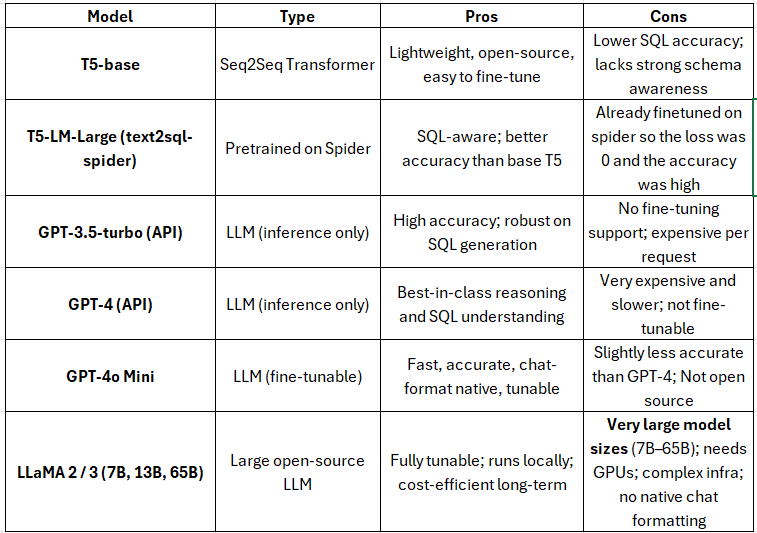 Model Type Pros Cons
T5-base
Seq2Seq Transformer
Lightweight, open-source,
easy to fine-tune
Lower SQL accuracy;
lacks strong schema
awareness
T5-LM-Large (text2sql-
spider)
Pretrained on Spider
SQL-aware; better
accuracy than base T5
Already finetuned on
spider so the loss was
0 and the accuracy
was high
GPT-3.5-turbo (API)
LLM (inference only)
High accuracy; robust on
SQL generation
No fine-tuning
support; expensive per
request
GPT-4 (API)
LLM (inference only)
Best-in-class reasoning
and SQL understanding
Very expensive and
slower; not fine-
tunable
GPT-4o Mini
LLM (fine-tunable)
Fast, accurate, chat-
format native, tunable
Slightly less accurate
than GPT-4; Not open
source
LLaMA 2 / 3 (7B, 13B, 65B)
Large open-source
LLM
Fully tunable; runs locally;
cost-efficient long-term
Very large model
sizes (7B–65B); needs
GPUs; complex infra;
no native chat
formatting